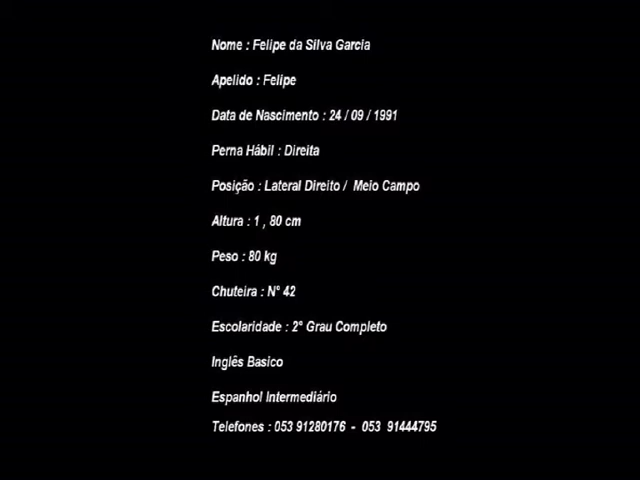 Nome : Felipe da Silva Garcia
Apelido : Felipe
Data de Nascimento : 24 / 09 / 1991
Perna Hábil : Direita
Posição : Lateral Direito / Meio Campo
Altura : 1 , 80 cm
Peso : 80 kg
Chuteira : N° 42
Escolaridade : 2° Grau Completo
Inglês Basico
Espanhol Intermediário
Telefones : 053 91280176 - 053 91444795